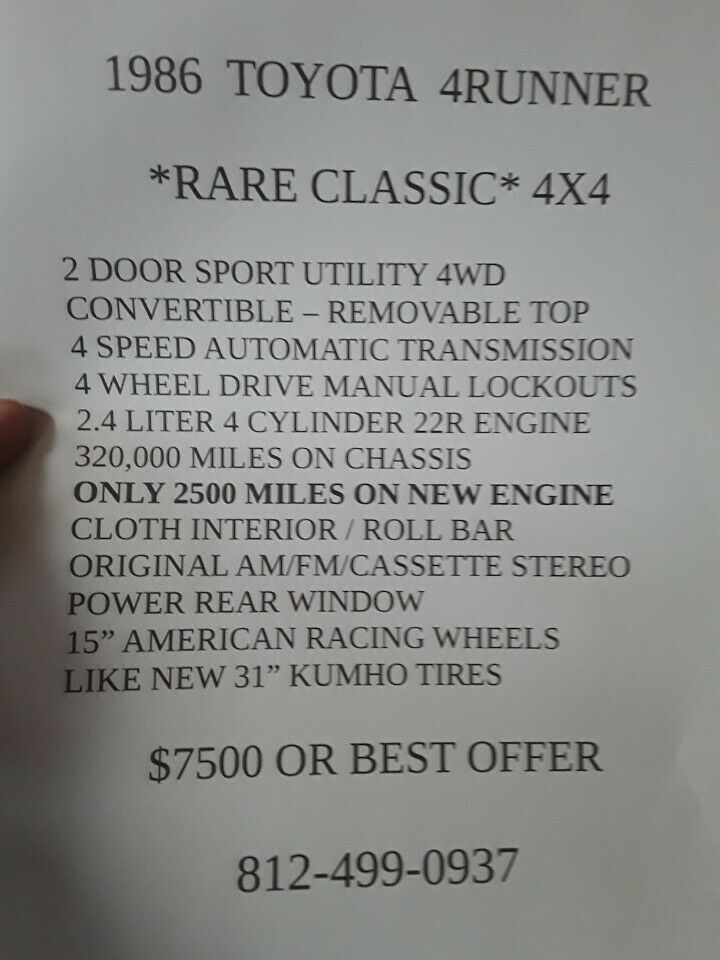 1986 TOYOTA 4RUNNER
*RARE CLASSIC* 4X4
2 DOOR SPORT UTILITY 4WD
CONVERTIBLE – REMOVABLE TOP
4 SPEED AUTOMATIC TRANSMISSION
4 WHEEL DRIVE MANUAL LOCKOUTS
2.4 LITER 4 CYLINDER 22R ENGINE
320,000 MILES ON CHASSIS
ONLY 2500 MILES ON NEW ENGINE
CLOTH INTERIOR / ROLL BAR
ORIGINAL AM/FM/CASSETTE STEREO
POWER REAR WINDOW
15” AMERICAN RACING WHEELS
LIKE NEW 31” KUMHO TIRES
$7500 OR BEST OFFER
812-499-0937